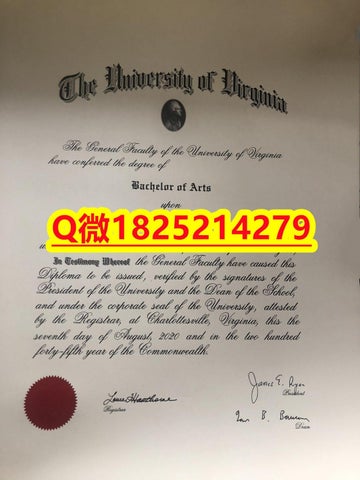 The University of Virginia
The General Faculty of the University of Virginia
have conferred the degree of
Bachelor of Arts
upon
Q微1825214279
In Testimony Whereof the General Faculty have caused this
Diploma to be issued, verified by the signatures of the
President of the University and the Dean of the School,
and under the corporate seal of the University, attested
by the Registrar, at Charlottesville, Virginia, this the
seventh day of August, 2020 and in the two hundred
forty-fifth year of the Commonwealth.
James E. Ryan
President
Registrar
Dean